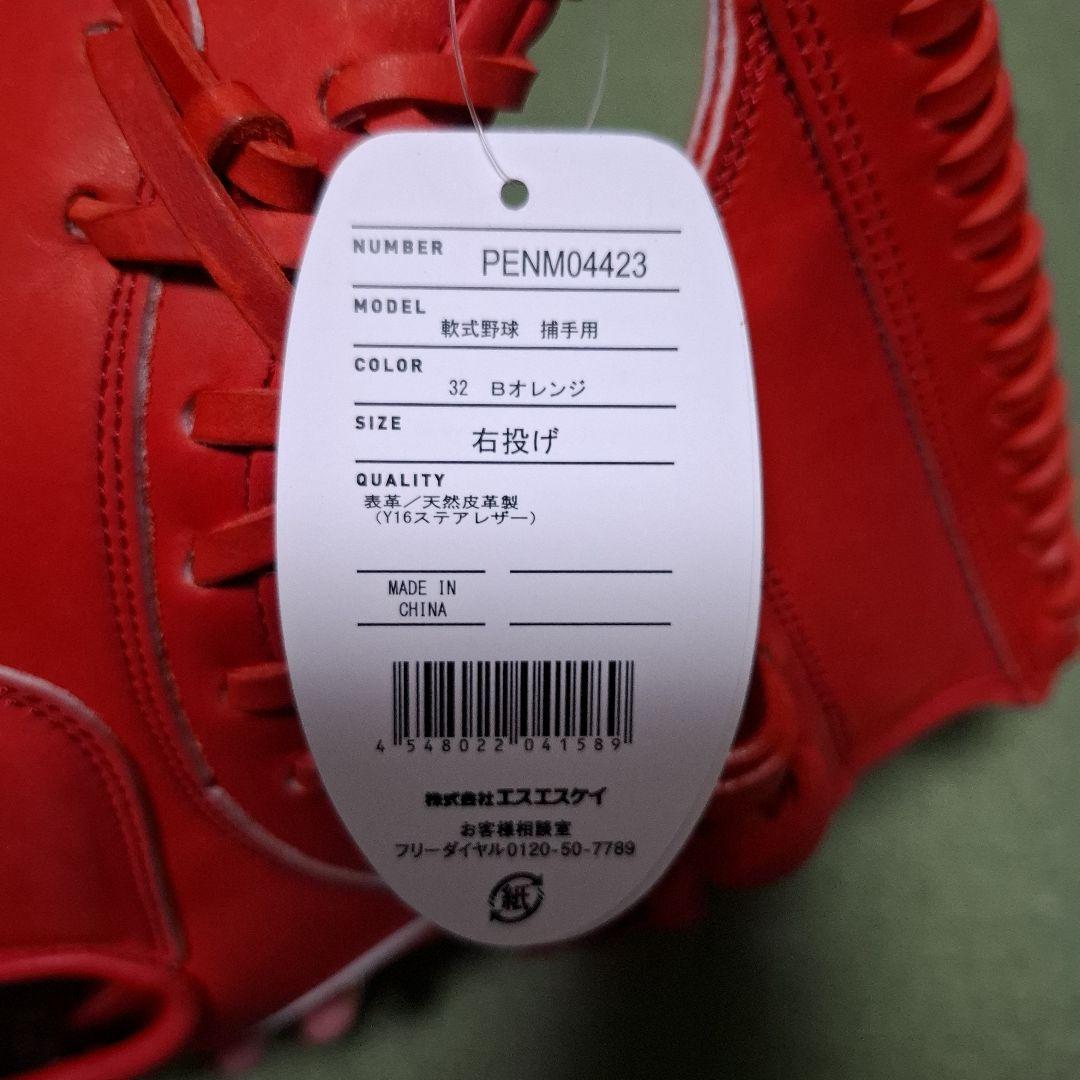 NUMBER PENM04423
MODEL 軟式野球 捕手用
COLOR 32 Bオレンジ
SIZE 右投げ
QUALITY
表革/天然皮革製
(Y16ステアレザー)
MADE IN
CHINA
4 548022 041589
株式会社エスエスケイ
お客様相談室
フリーダイヤル0120-50-7789
紙